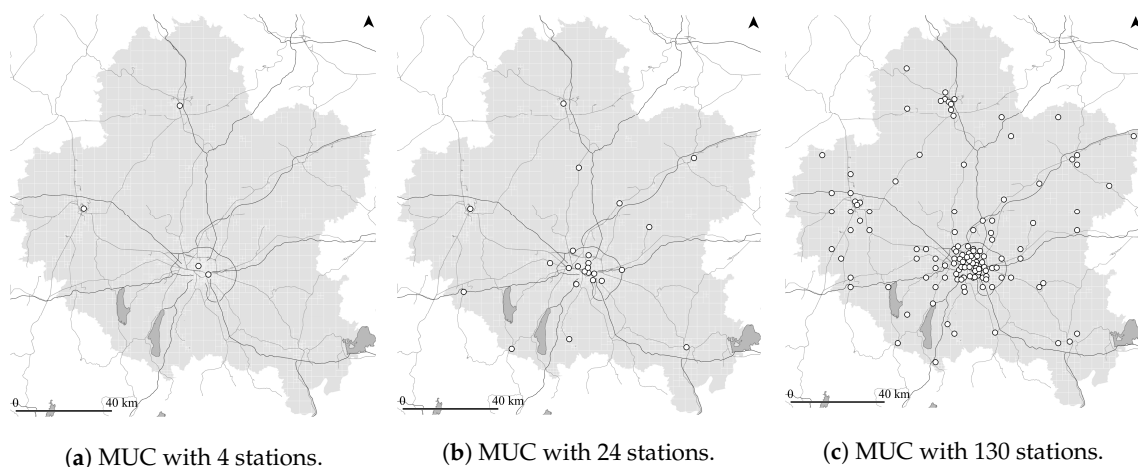 0 40 km
0 40 km
0 40 km
(a) MUC with 4 stations.
(b) MUC with 24 stations.
(c) MUC with 130 stations.